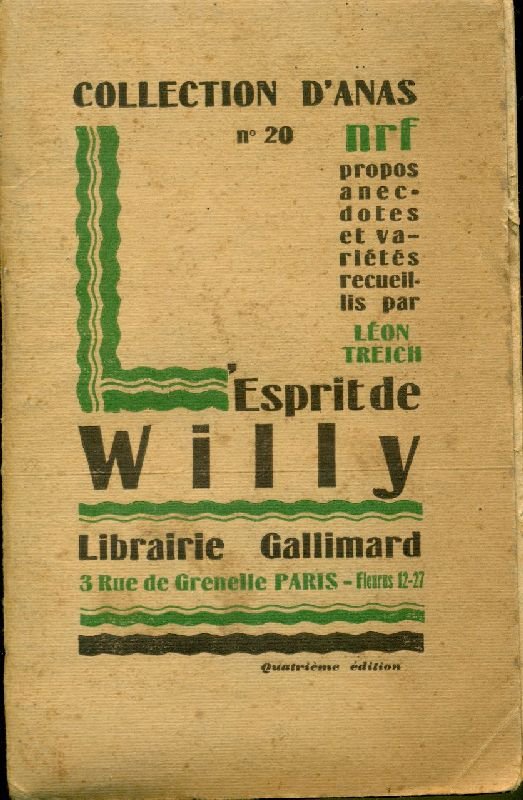 COLLECTION D'ANAS
n° 20
nrf
propos
anec-
dotes
et va-
riétés
recueil-
lis par
LÉON
TREICH
L'Esprit de
Willy
Librairie Gallimard
3 Rue de Grenelle PARIS - Fleurus 12-27
Quatrième édition